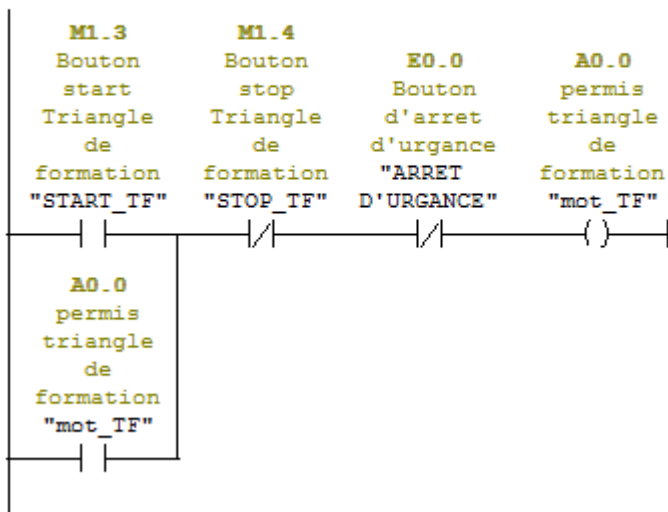 M1.3
Bouton
start
Triangle
de
formation
"START_TF"
M1.4
Bouton
stop
Triangle
de
formation
"STOP_TF"
E0.0
Bouton
d'arret
d'urgance
"ARRET
D'URGANCE"
A0.0
permis
triangle
de
formation
"mot_TF"
A0.0
permis
triangle
de
formation
"mot_TF"